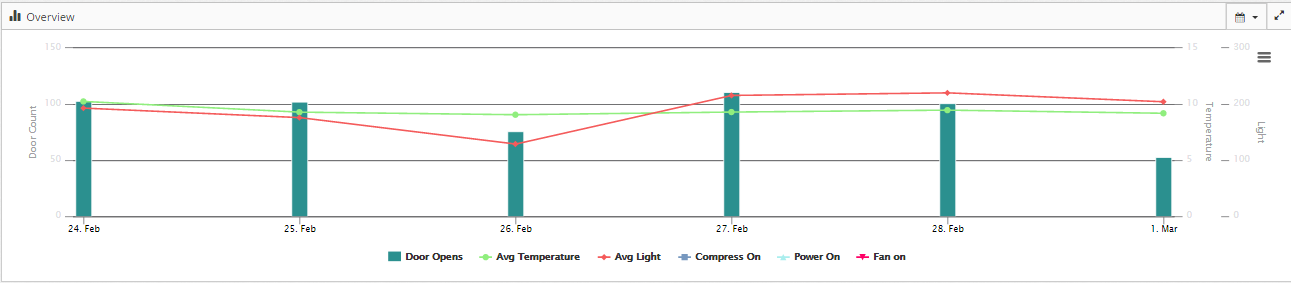 Overview
150 15 300
100 10 200
50 5 100
0 0 0
Door Count
Temperature
Light
24. Feb 25. Feb 26. Feb 27. Feb 28. Feb 1. Mar
Door Opens Avg Temperature Avg Light Compress On Power On Fan on